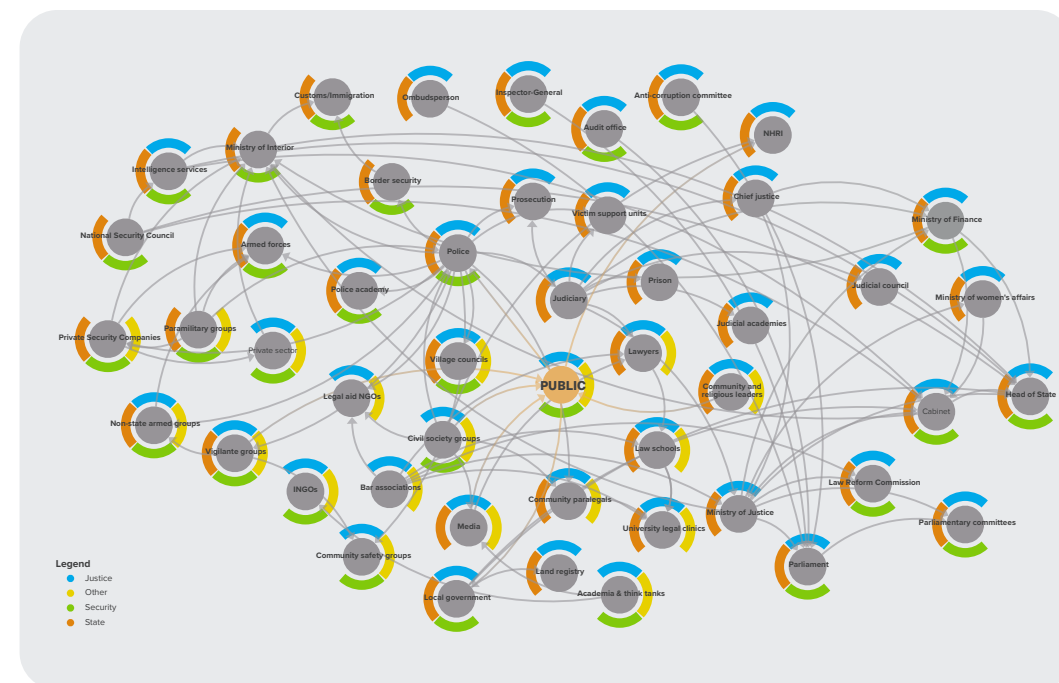 Customs/Immigration
Ombudsperson
Inspector-General
Anti-corruption committee
Audit office
NHRI
Ministry of Interior
Intelligence services
Border security
Prosecution
Victim support units
Chief justice
Ministry of Finance
National Security Council
Armed forces
Police
Police academy
Judiciary
Prison
Judicial council
Ministry of women's affairs
Private Security Companies
Paramilitary groups
Private sector
Village councils
Lawyers
Judicial academies
PUBLIC
Community and
religious leaders
Legal aid NGOs
Cabinet
Head of State
Non-state armed groups
Vigilante groups
Civil society groups
Law schools
INGOs
Bar associations
Community paralegals
Law Reform Commission
Media
University legal clinics
Ministry of Justice
Parliamentary committees
Community safety groups
Land registry
Parliament
Local government
Academia & think tanks
Legend
Justice
Other
Security
State